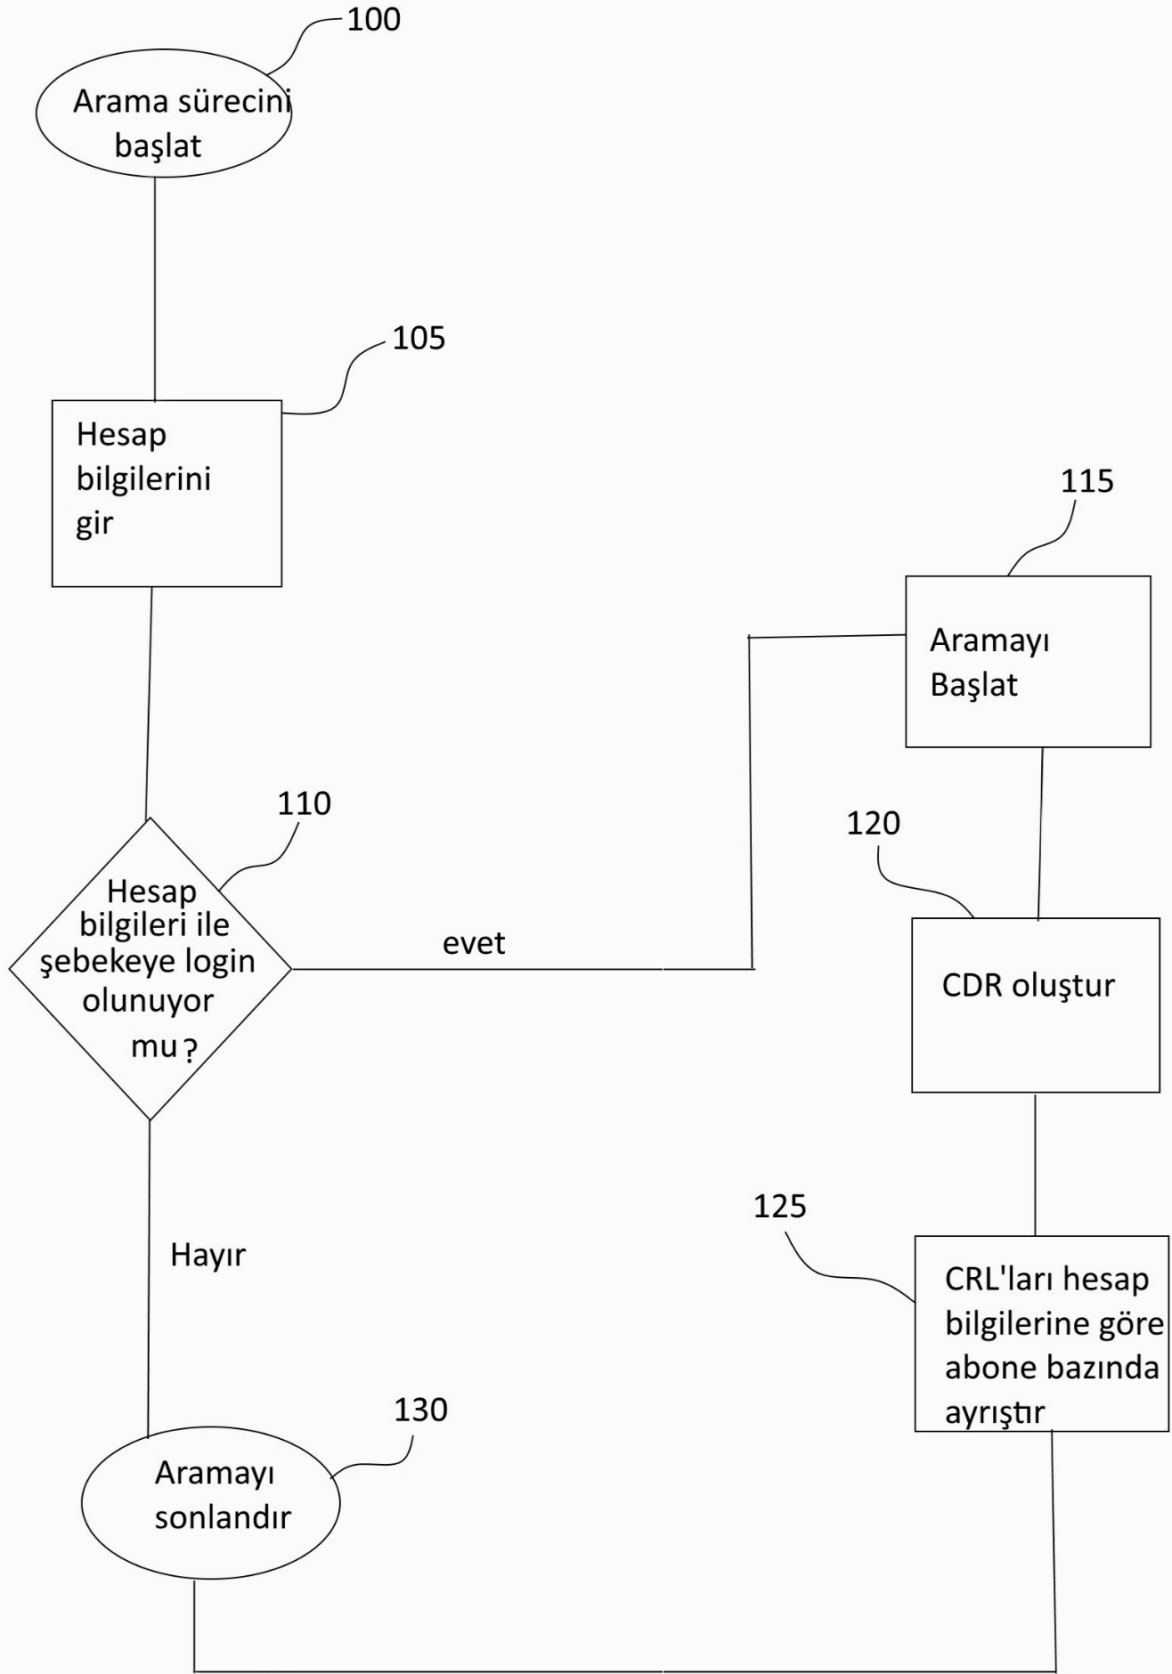 100
Arama sürecini
başlat
105
Hesap
bilgilerini
gir
110
Hesap
bilgileri ile
şebekeye login
olunuyor
mu?
evet
115
Aramayı
Başlat
120
CDR oluştur
125
CRL'ları hesap
bilgilerine göre
abone bazında
ayrıştır
Hayır
130
Aramayı
sonlandır